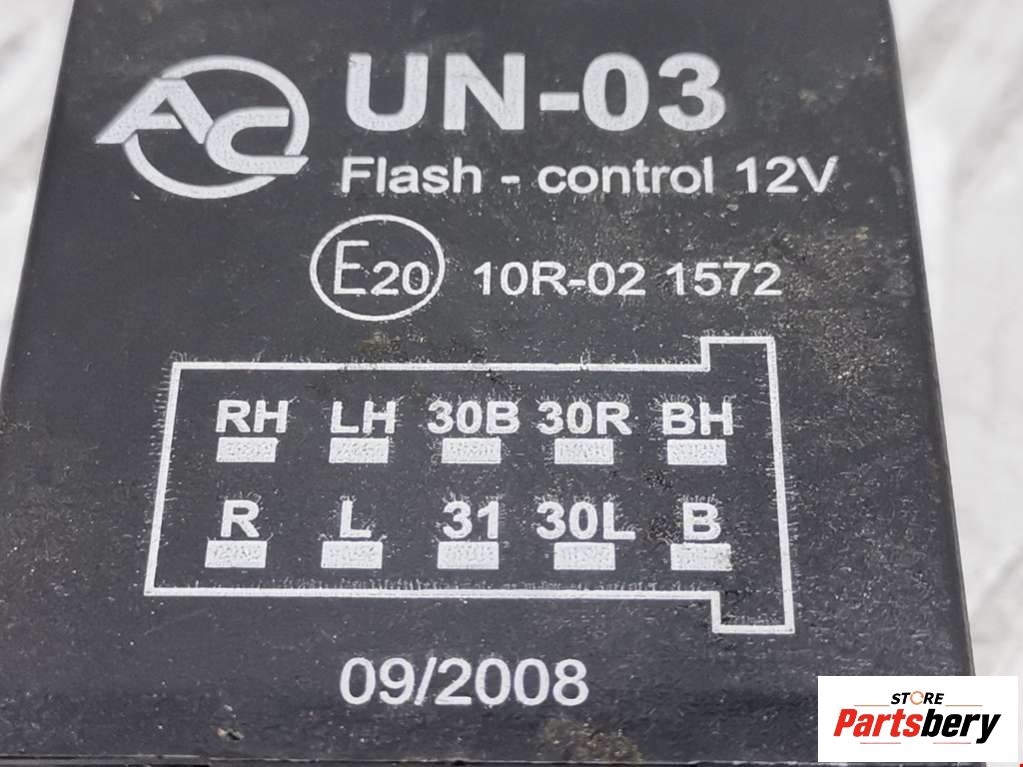 AC UN-03
Flash - control 12V
E20 10R-02 1572
RH LH 30B 30R BH
R L 31 30L B
09/2008
STORE
Partsbery